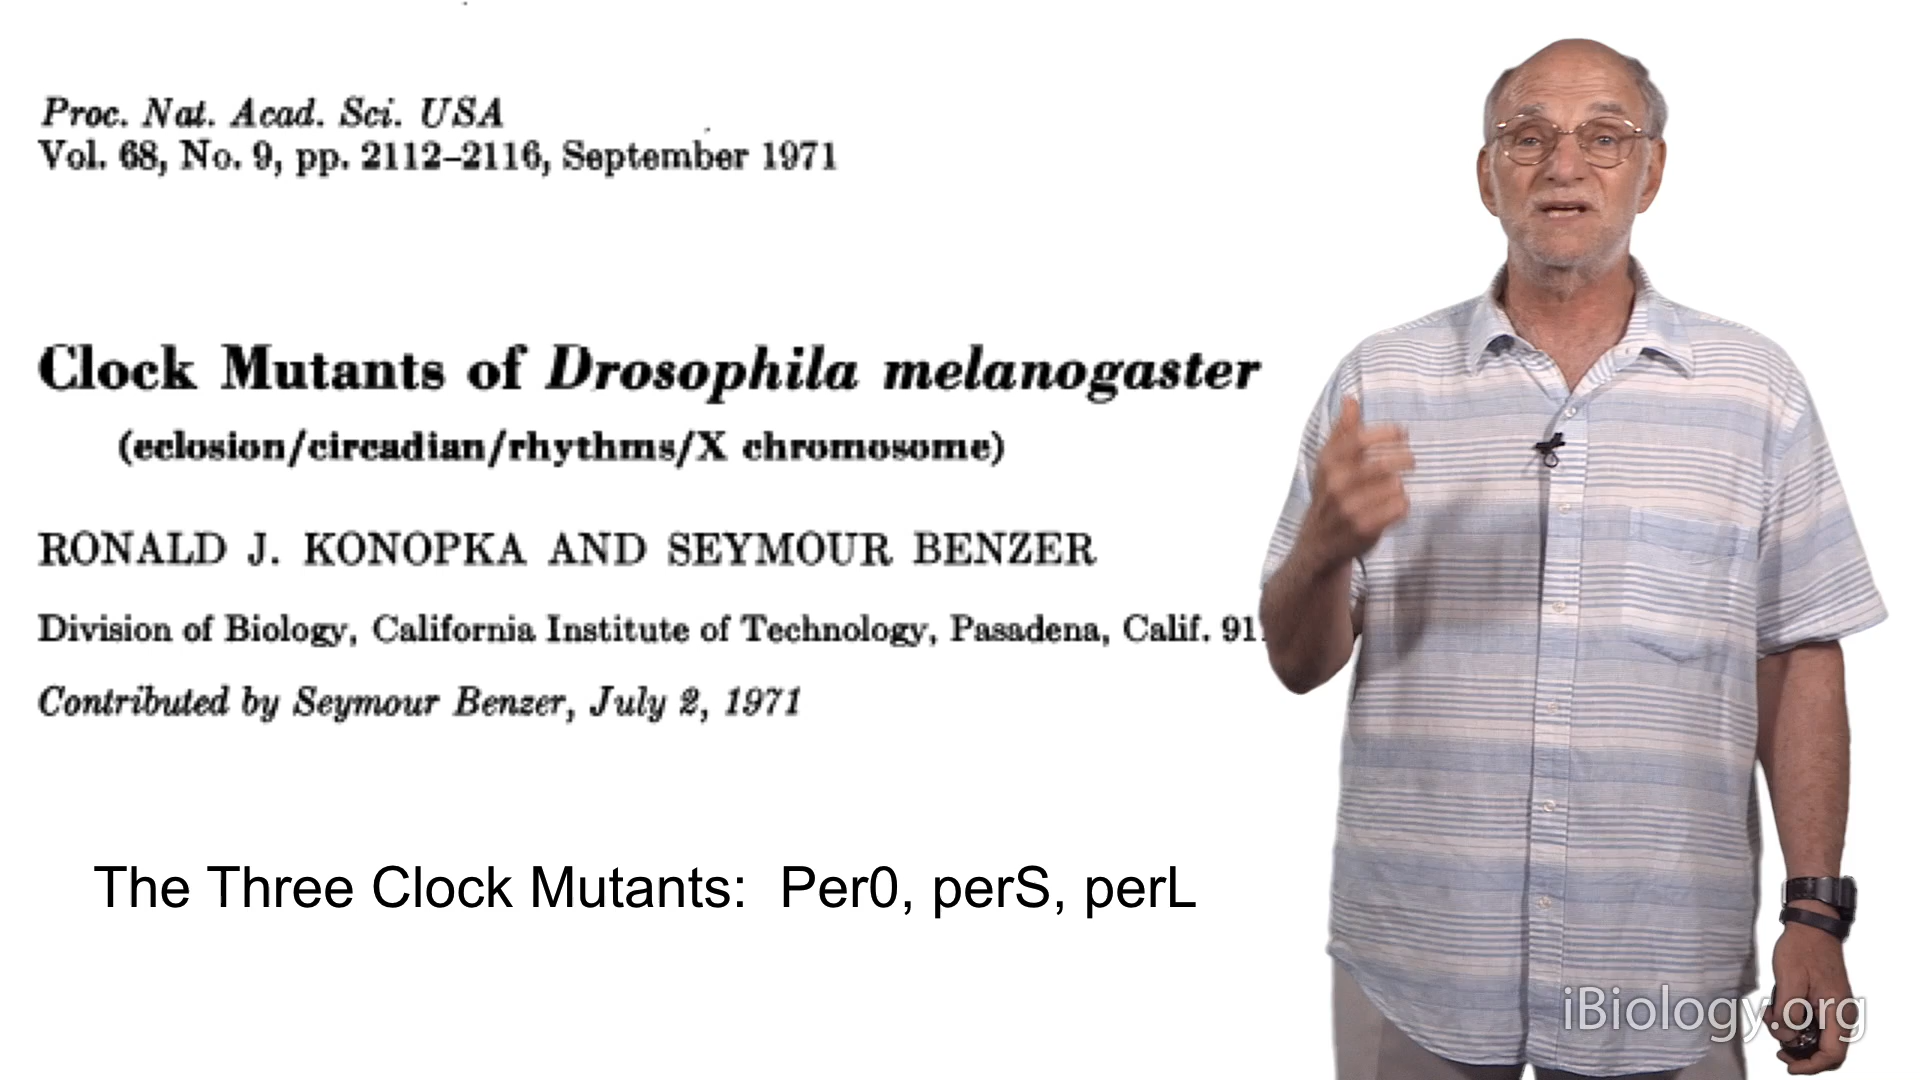 Proc. Nat. Acad. Sci. USA
Vol. 68, No. 9, pp. 2112–2116, September 1971
Clock Mutants of Drosophila melanogaster
(eclosion/circadian/rhythms/X chromosome)
RONALD J. KONOPKA AND SEYMOUR BENZER
Division of Biology, California Institute of Technology, Pasadena, Calif. 91
Contributed by Seymour Benzer, July 2, 1971
The Three Clock Mutants: Per0, perS, perL
iBiology.org